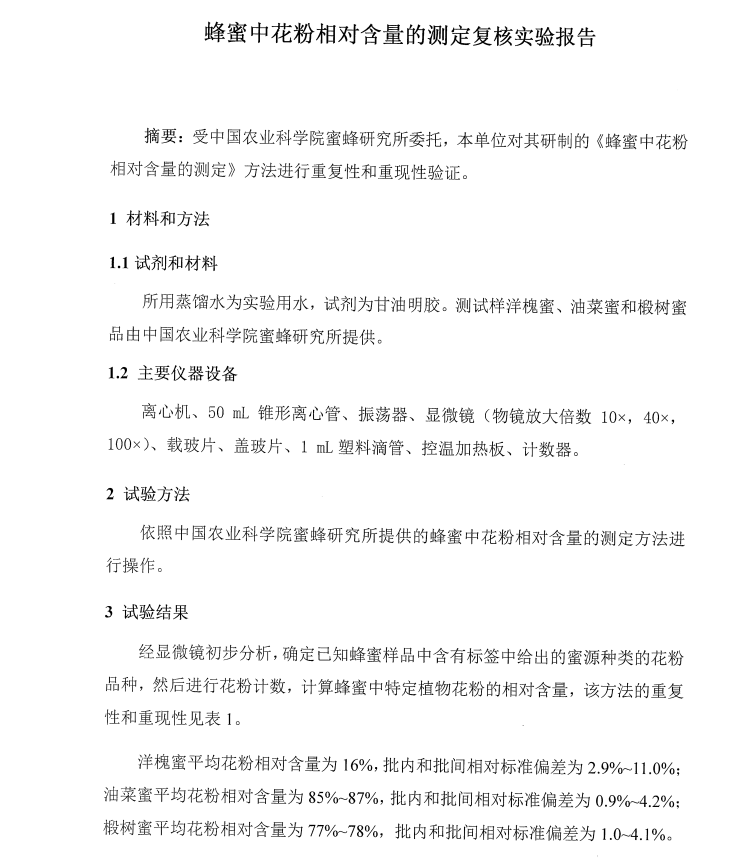 蜂蜜中花粉相对含量的测定复核实验报告
摘要：受中国农业科学院蜜蜂研究所委托，本单位对其研制的《蜂蜜中花粉
相对含量的测定》方法进行重复性和重现性验证。
1 材料和方法
1.1 试剂和材料
所用蒸馏水为实验用水，试剂为甘油明胶。测试样洋槐蜜、油菜蜜和椴树蜜
品由中国农业科学院蜜蜂研究所提供。
1.2 主要仪器设备
离心机、50 mL 锥形离心管、振荡器、显微镜（物镜放大倍数 10×，40×，
100×）、载玻片、盖玻片、1 mL 塑料滴管、控温加热板、计数器。
2 试验方法
依照中国农业科学院蜜蜂研究所提供的蜂蜜中花粉相对含量的测定方法进
行操作。
3 试验结果
经显微镜初步分析，确定已知蜂蜜样品中含有标签中给出的蜜源种类的花粉
品种，然后进行花粉计数，计算蜂蜜中特定植物花粉的相对含量，该方法的重复
性和重现性见表 1。
洋槐蜜平均花粉相对含量为 16%，批内和批间相对标准偏差为 2.9%~11.0%；
油菜蜜平均花粉相对含量为 85%~87%，批内和批间相对标准偏差为 0.9%~4.2%；
椴树蜜平均花粉相对含量为 77%~78%，批内和批间相对标准偏差为 1.0~4.1%。